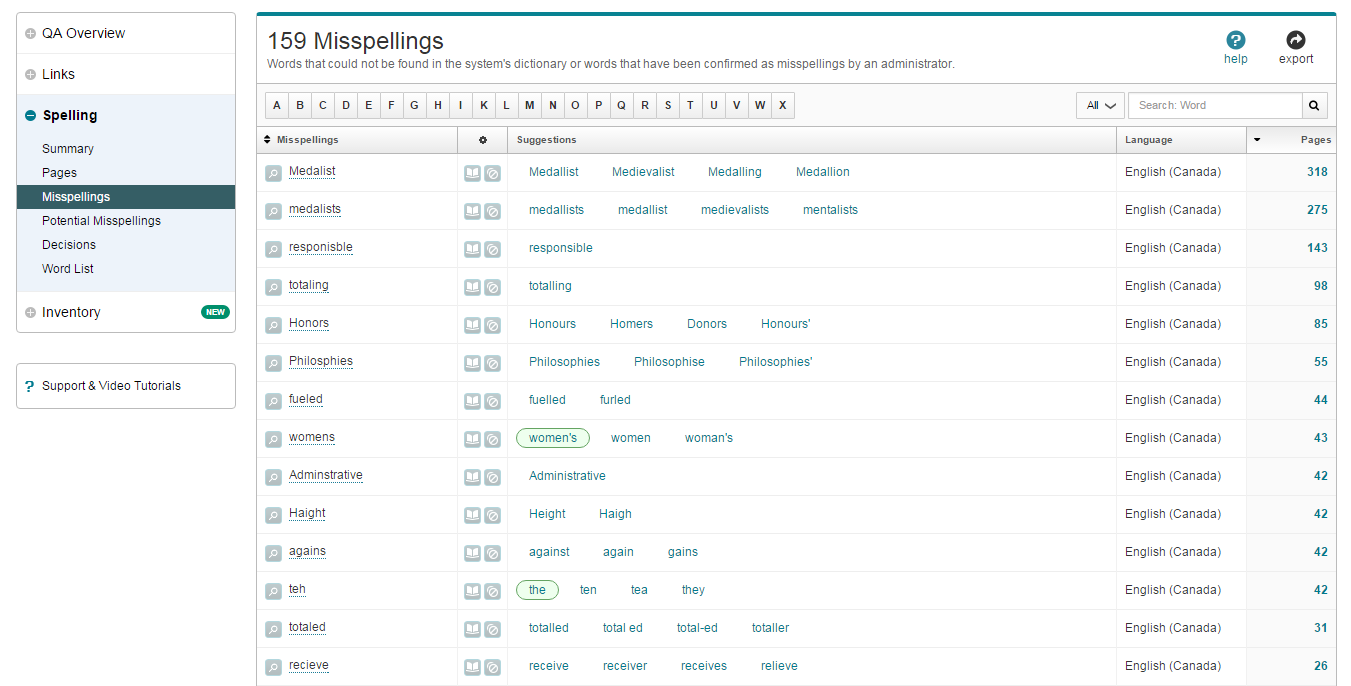 QA Overview
Links
Spelling
Summary
Pages
Misspellings
Potential Misspellings
Decisions
Word List
Inventory NEW
? Support & Video Tutorials
159 Misspellings
Words that could not be found in the system's dictionary or words that have been confirmed as misspellings by an administrator.
? help export
A B C D E F G H I K L M N O P Q R S T U V W X All Search: Word
Misspellings Suggestions Language Pages
Medalist Medallist Medievalist Medalling Medallion English (Canada) 318
medalists medallists medallist medievalists mentalists English (Canada) 275
responisble responsible English (Canada) 143
totaling totalling English (Canada) 98
Honors Honours Homers Donors Honours' English (Canada) 85
Philosphies Philosophies Philosophise Philosophies' English (Canada) 55
fueled fuelled furled English (Canada) 44
womens women's women woman's English (Canada) 43
Adminstrative Administrative English (Canada) 42
Haight Height Haigh English (Canada) 42
agains against again gains English (Canada) 42
teh the ten tea they English (Canada) 42
totaled totalled total ed total-ed totaller English (Canada) 31
recieve receive receiver receives relieve English (Canada) 26